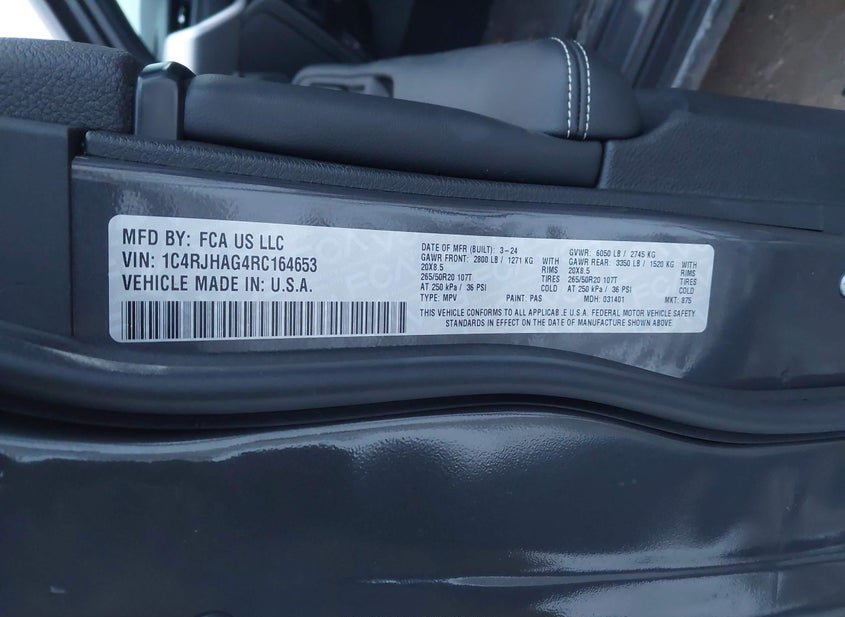 MFD BY: FCA US LLC
VIN: 1C4RJHAG4RC164653
VEHICLE MADE IN: U.S.A.
DATE OF MFR (BUILT): 3-24 GVWR: 6050 LB / 2745 KG
GAWR FRONT: 2800 LB / 1271 KG WITH GAWR REAR: 3350 LB / 1520 KG WITH
20X8.5 RIMS 20X8.5 RIMS
265/50R20 107T TIRES 265/50R20 107T TIRES
AT 250 kPa / 36 PSI COLD AT 250 kPa / 36 PSI COLD
TYPE: MPV PAINT: PAS MDH: 031401 MKT: 875
THIS VEHICLE CONFORMS TO ALL APPLICAB .E U.S.A. FEDERAL MOTOR VEHICLE SAFETY
STANDARDS IN EFFECT ON THE DATE OF MANUFACTURE SHOWN ABOVE